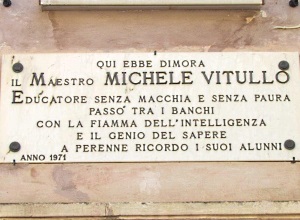 QUI EBBE DIMORA
IL MAESTRO MICHELE VITULLO
EDUCATORE SENZA MACCHIA E SENZA PAURA
PASSÒ TRA I BANCHI
CON LA FIAMMA DELL'INTELLIGENZA
E IL GENIO DEL SAPERE
A PERENNE RICORDO I SUOI ALUNNI
ANNO 1971